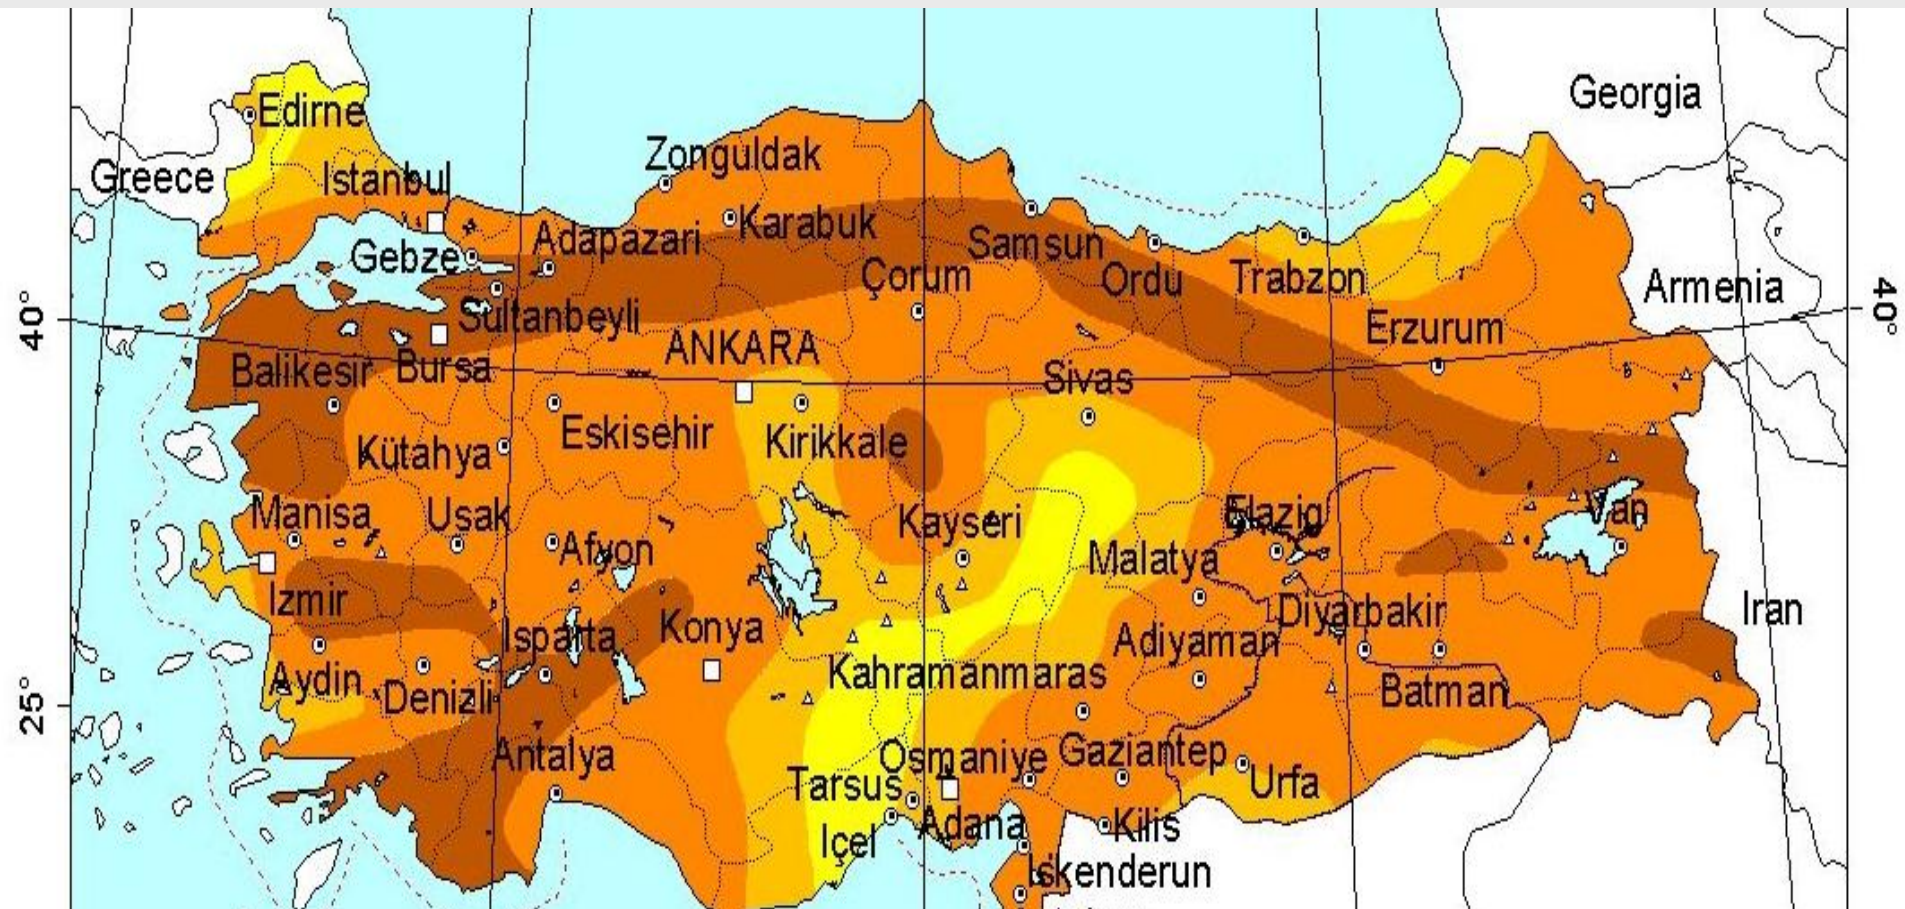 Georgia
Edirne
Zonguldak
Greece
Istanbul
Karabuk
Adapazari
Samsun
Gebze
Çorum
Ordu
Trabzon
Armenia
40°
40°
Sultanbeyli
Erzurum
ANKARA
Balikesir
Bursa
Sivas
Eskisehir
Kirikkale
Kütahya
Manisa
Usak
Kayseri
Elazig
Van
Afyon
Malatya
Izmir
Isparta
Konya
Diyarbakir
Iran
Adiyaman
Aydin
Denizli
Kahramanmaras
Batman
25°
Antalya
Osmaniye
Gaziantep
Tarsus
Urfa
Içel
Adana
Kilis
Iskenderun